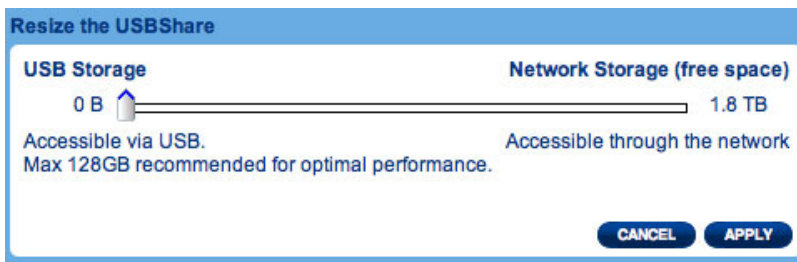 Resize the USBShare
USB Storage Network Storage (free space)
0 B 1.8 TB
Accessible via USB. Accessible through the network
Max 128GB recommended for optimal performance.
CANCEL APPLY